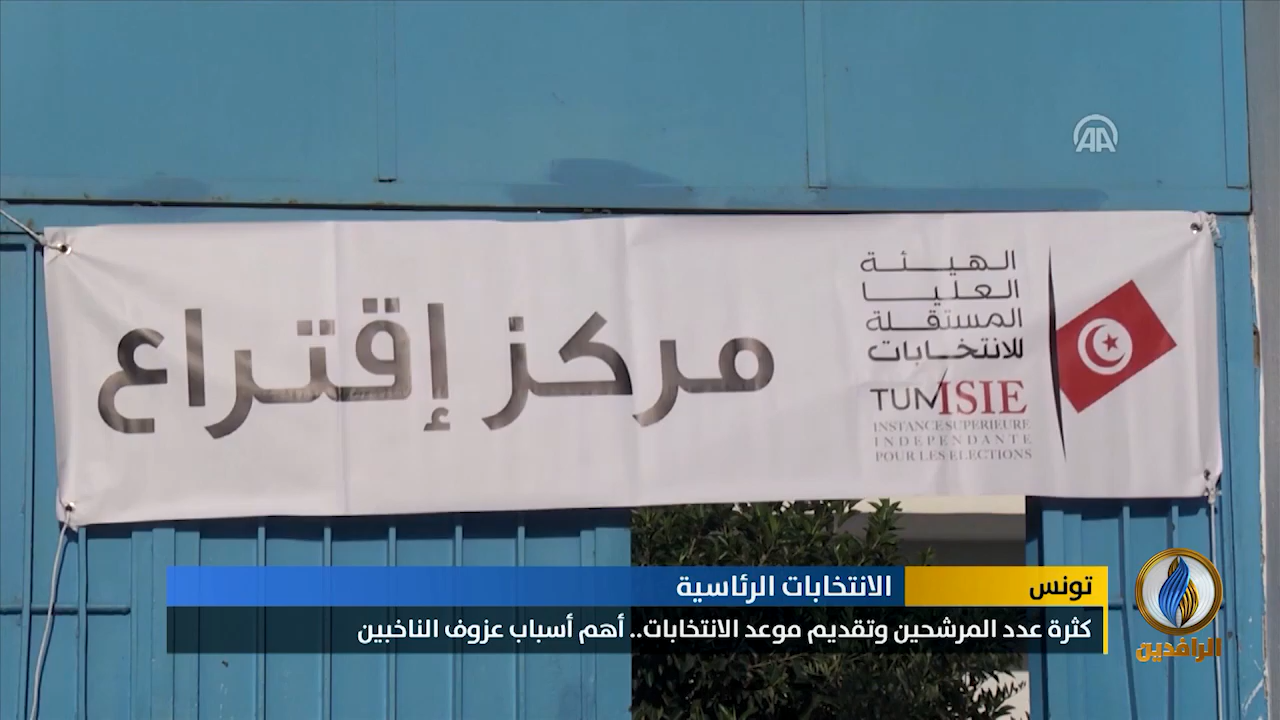 AA
الهيئة
العليا
المستقلة
للانتخابات
TUNISIE
INSTANCE SUPERIEURE
INDEPENDANTE
POUR LES ELECTIONS
مركز إقتراع
تونس
الانتخابات الرئاسية
كثرة عدد المرشحين وتقديم موعد الانتخابات.. أهم أسباب عزوف الناخبين
الرافدين